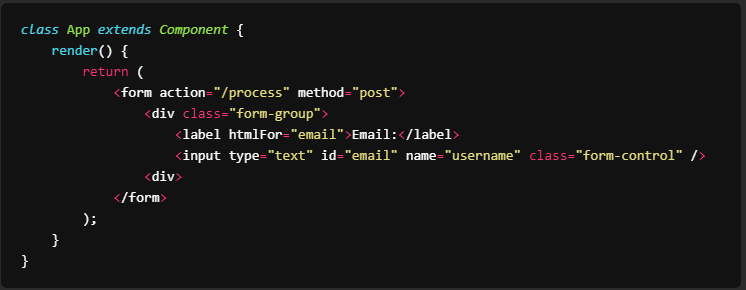 class App extends Component {
    render() {
        return (
            <form action="/process" method="post">
                <div class="form-group">
                    <label htmlFor="email">Email:</label>
                    <input type="text" id="email" name="username" class="form-control" />
                <div>
            </form>
        );
    }
}